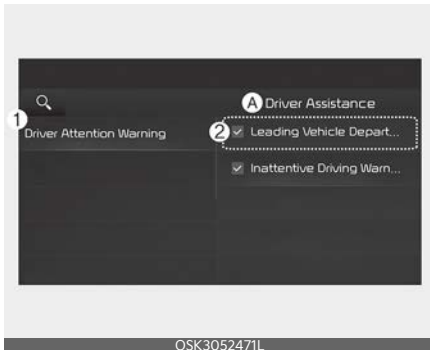 A Driver Assistance
1
Driver Attention Warning
2 Leading Vehicle Depart...
Inattentive Driving Warn...
OSK3052471L